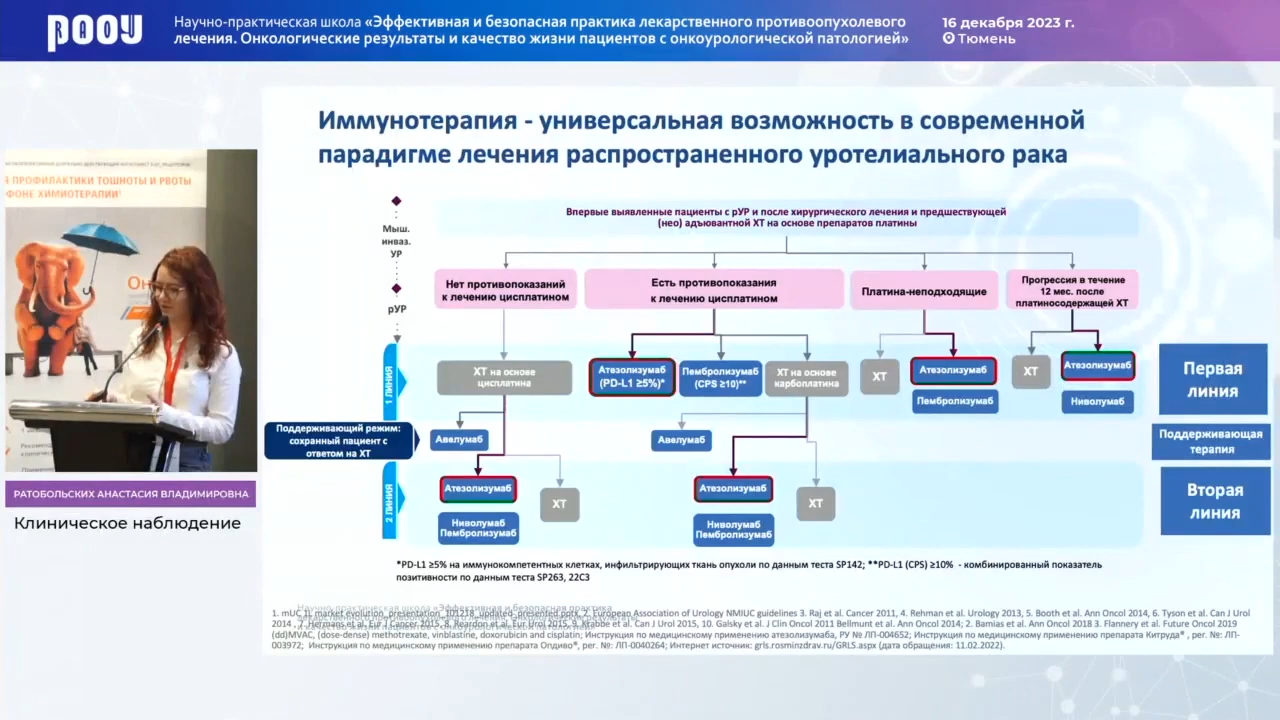 РООУ
RAOU
Научно-практическая школа «Эффективная и безопасная практика лекарственного противоопухолевого
лечения. Онкологические результаты и качество жизни пациентов с онкоурологической патологией»
16 декабря 2023 г.
Тюмень
Иммунотерапия - универсальная возможность в современной
парадигме лечения распространенного уротелиального рака
Я ПРОФИЛАКТИКИ ТОШНОТЫ И РВОТЫ
ФОНЕ ХИМИОТЕРАПИИ
Мыш.
инваз.
УР
рУР
Впервые выявленные пациенты с рУР и после хирургического лечения и предшествующей
(нео) адъювантной ХТ на основе препаратов платины
Нет противопоказаний
к лечению цисплатином
Есть противопоказания
к лечению цисплатином
Платина-неподходящие
Прогрессия в течение
12 мес. после
платиносодержащей ХТ
1 ЛИНИЯ
ХТ на основе
цисплатина
Атезолизумаб
(PD-L1 ≥5%)*
Пембролизумаб
(CPS ≥10)**
ХТ на основе
карбоплатина
ХТ
Атезолизумаб
Пембролизумаб
ХТ
Атезолизумаб
Ниволумаб
Первая
линия
Поддерживающий режим:
сохранный пациент с
ответом на ХТ
Авелумаб
Авелумаб
Поддерживающая
терапия
2 ЛИНИЯ
Атезолизумаб
Ниволумаб
Пембролизумаб
ХТ
Атезолизумаб
Ниволумаб
Пембролизумаб
ХТ
Вторая
линия
РАТОБОЛЬСКИХ АНАСТАСИЯ ВЛАДИМИРОВНА
Клиническое наблюдение
*PD-L1 ≥5% на иммунокомпетентных клетках, инфильтрирующих ткань опухоли по данным теста SP142; **PD-L1 (CPS) ≥10% - комбинированный показатель
позитивности по данным теста SP263, 22C3
1. mUC_IL market evolution_presentation_101218_updated_presented.pptx, 2. European Association of Urology NMIUC guidelines 3. Raj et al. Cancer 2011, 4. Rehman et al. Urology 2013, 5. Booth et al. Ann Oncol 2014, 6. Tyson et al. Can J Urol
2014 , 7. Hermans et al. Eur J Cancer 2015, 8. Reardon et al. Eur Urol 2015, 9. Krabbe et al. Can J Urol 2015, 10. Galsky et al. J Clin Oncol 2011 Bellmunt et al. Ann Oncol 2014; 2. Bamias et al. Ann Oncol 2018 3. Flannery et al. Future Oncol 2019
(dd)MVAC, (dose-dense) methotrexate, vinblastine, doxorubicin and cisplatin; Инструкция по медицинскому применению атезолизумаба, РУ № ЛП-004652; Инструкция по медицинскому применению препарата Китруда® , рег. №: ЛП-
003972; Инструкция по медицинскому применению препарата Опдиво®, рег. №: ЛП-0040264; Интернет источник: grls.rosminzdrav.ru/GRLS.aspx (дата обращения: 11.02.2022).